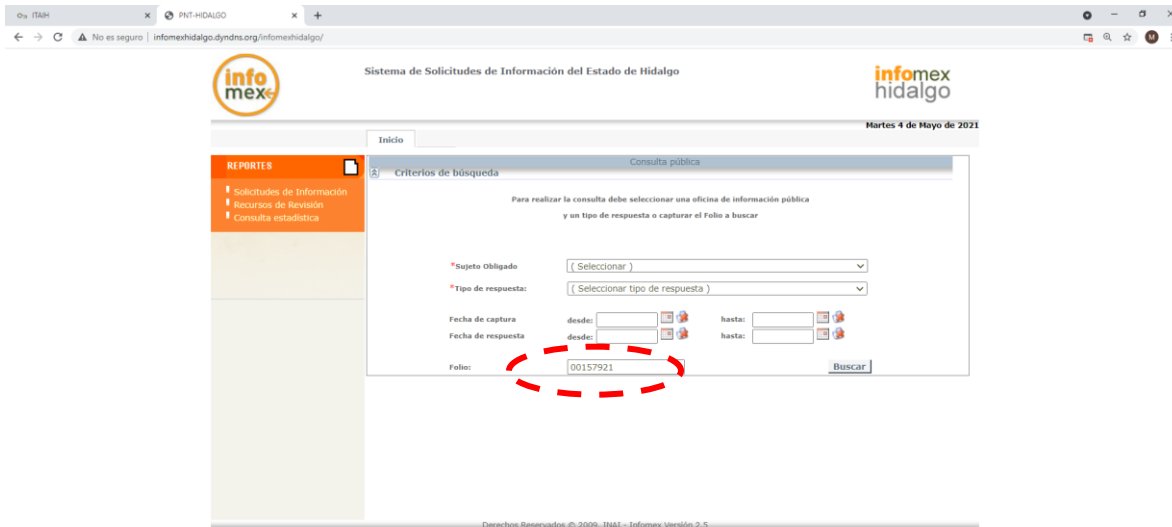 ITAIH
PNT-HIDALGO
No es seguro | infomexhidalgo.dyndns.org/infomexhidalgo/
M
info
mex
Sistema de Solicitudes de Información del Estado de Hidalgo
infomex
hidalgo
Martes 4 de Mayo de 2021
Inicio
REPORTES
Solicitudes de Información
Recursos de Revisión
Consulta estadística
Consulta pública
Criterios de búsqueda
Para realizar la consulta debe seleccionar una oficina de información pública
y un tipo de respuesta o capturar el Folio a buscar
*Sujeto Obligado ( Seleccionar )
*Tipo de respuesta: ( Seleccionar tipo de respuesta )
Fecha de captura desde: hasta:
Fecha de respuesta desde: hasta:
Folio: 00157921 Buscar
Derechos Reservados © 2009, INAI - Infomex Versión 2.5